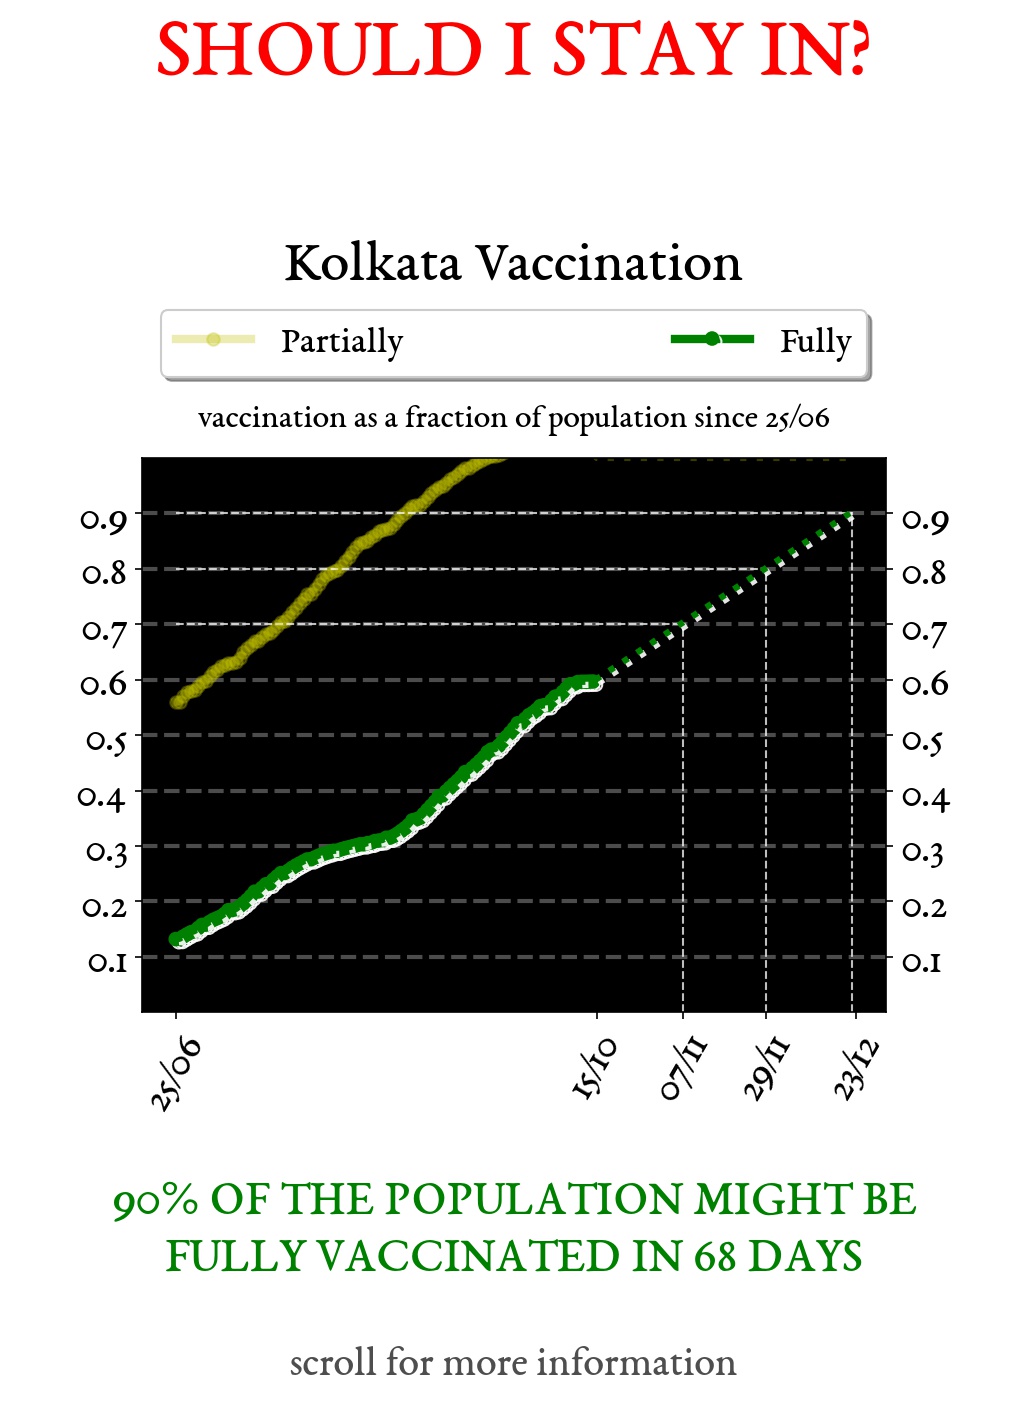 SHOULD I STAY IN?
Kolkata Vaccination
Partially Fully
vaccination as a fraction of population since 25/06
0.9 0.9
0.8 0.8
0.7 0.7
0.6 0.6
0.5 0.5
0.4 0.4
0.3 0.3
0.2 0.2
0.1 0.1
25/06 15/10 07/11 29/11 23/12
90% OF THE POPULATION MIGHT BE
FULLY VACCINATED IN 68 DAYS
scroll for more information